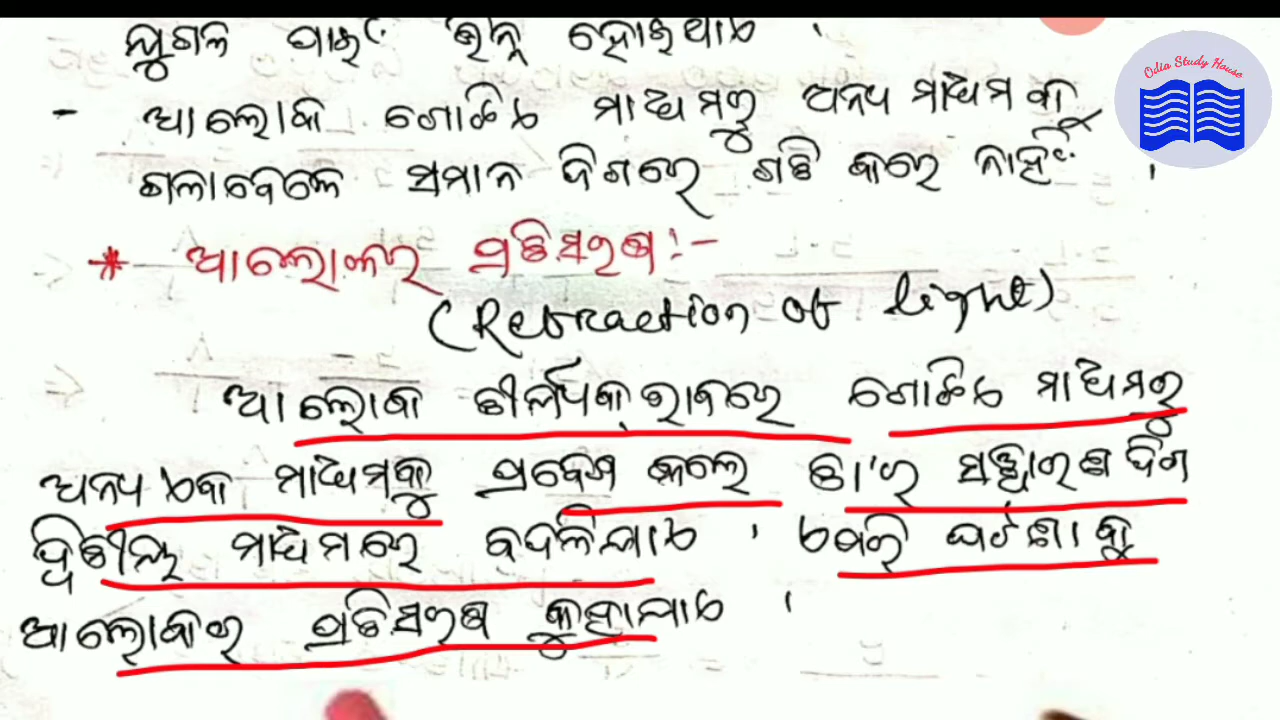 ଯୁଗଳ ପାଇଁ ଭିନ୍ନ ହୋଇଥାଏ ।
Odia Study House
- ଆଲୋକ ଗୋଟିଏ ମାଧ୍ୟମରୁ ଅନ୍ୟ ମାଧ୍ୟମକୁ
ଗଲାବେଳେ ସମାନ ଦିଗରେ ଗତି କରେ ନାହିଁ ।
* ଆଲୋକର ପ୍ରତିସରଣ :-
(Refraction of light)
ଆଲୋକ ତୀର୍ଯ୍ୟକ୍ ଭାବରେ ଗୋଟିଏ ମାଧ୍ୟମରୁ
ଅନ୍ୟ ଏକ ମାଧ୍ୟମକୁ ପ୍ରବେଶ କଲେ ତା'ର ସଞ୍ଚାରଣ ଦିଗ
ଦ୍ୱିତୀୟ ମାଧ୍ୟମରେ ବଦଳିଯାଏ । ଏପରି ଘଟଣାକୁ
ଆଲୋକର ପ୍ରତିସରଣ କୁହାଯାଏ ।